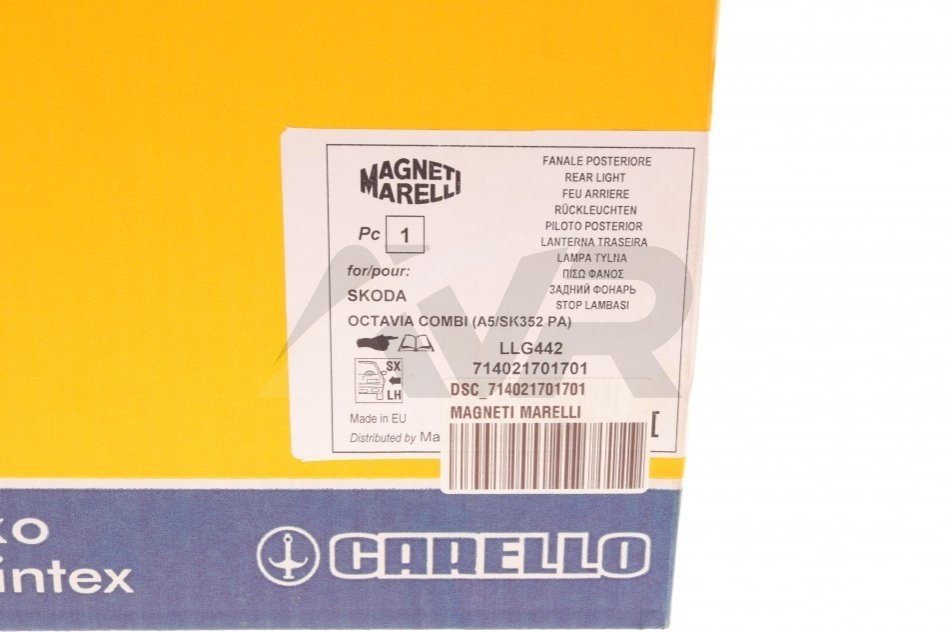 MAGNETI
MARELLI
Pc 1
for/pour:
SKODA
OCTAVIA COMBI (A5/SK352 PA)
FANALE POSTERIORE
REAR LIGHT
FEU ARRIERE
RÜCKLEUCHTEN
PILOTO POSTERIOR
LANTERNA TRASEIRA
LAMPA TYLNA
ΠΙΣΩ ΦΑΝΟΣ
ЗАДНИЙ ФОНАРЬ
STOP LAMBASI
LLG442
714021701701
SX
LH
Made in EU
Distributed by Ma
DSC_714021701701
MAGNETI MARELLI
AVR
CARELLO
intex